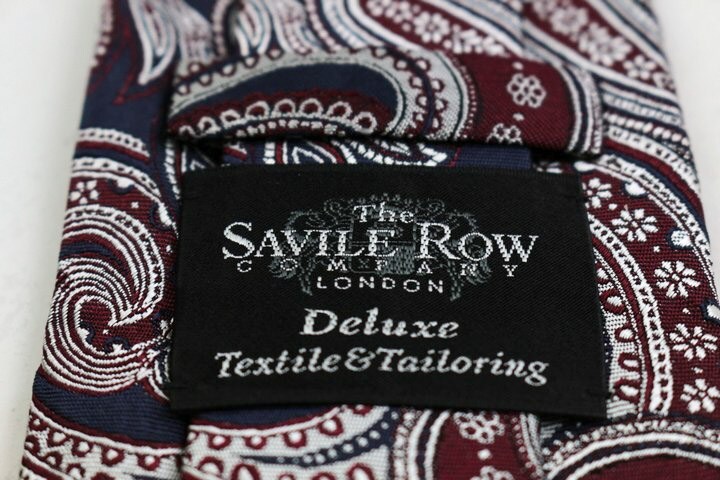 The
SAVILE ROW
COMPANY
LONDON
Deluxe
Textile&Tailoring